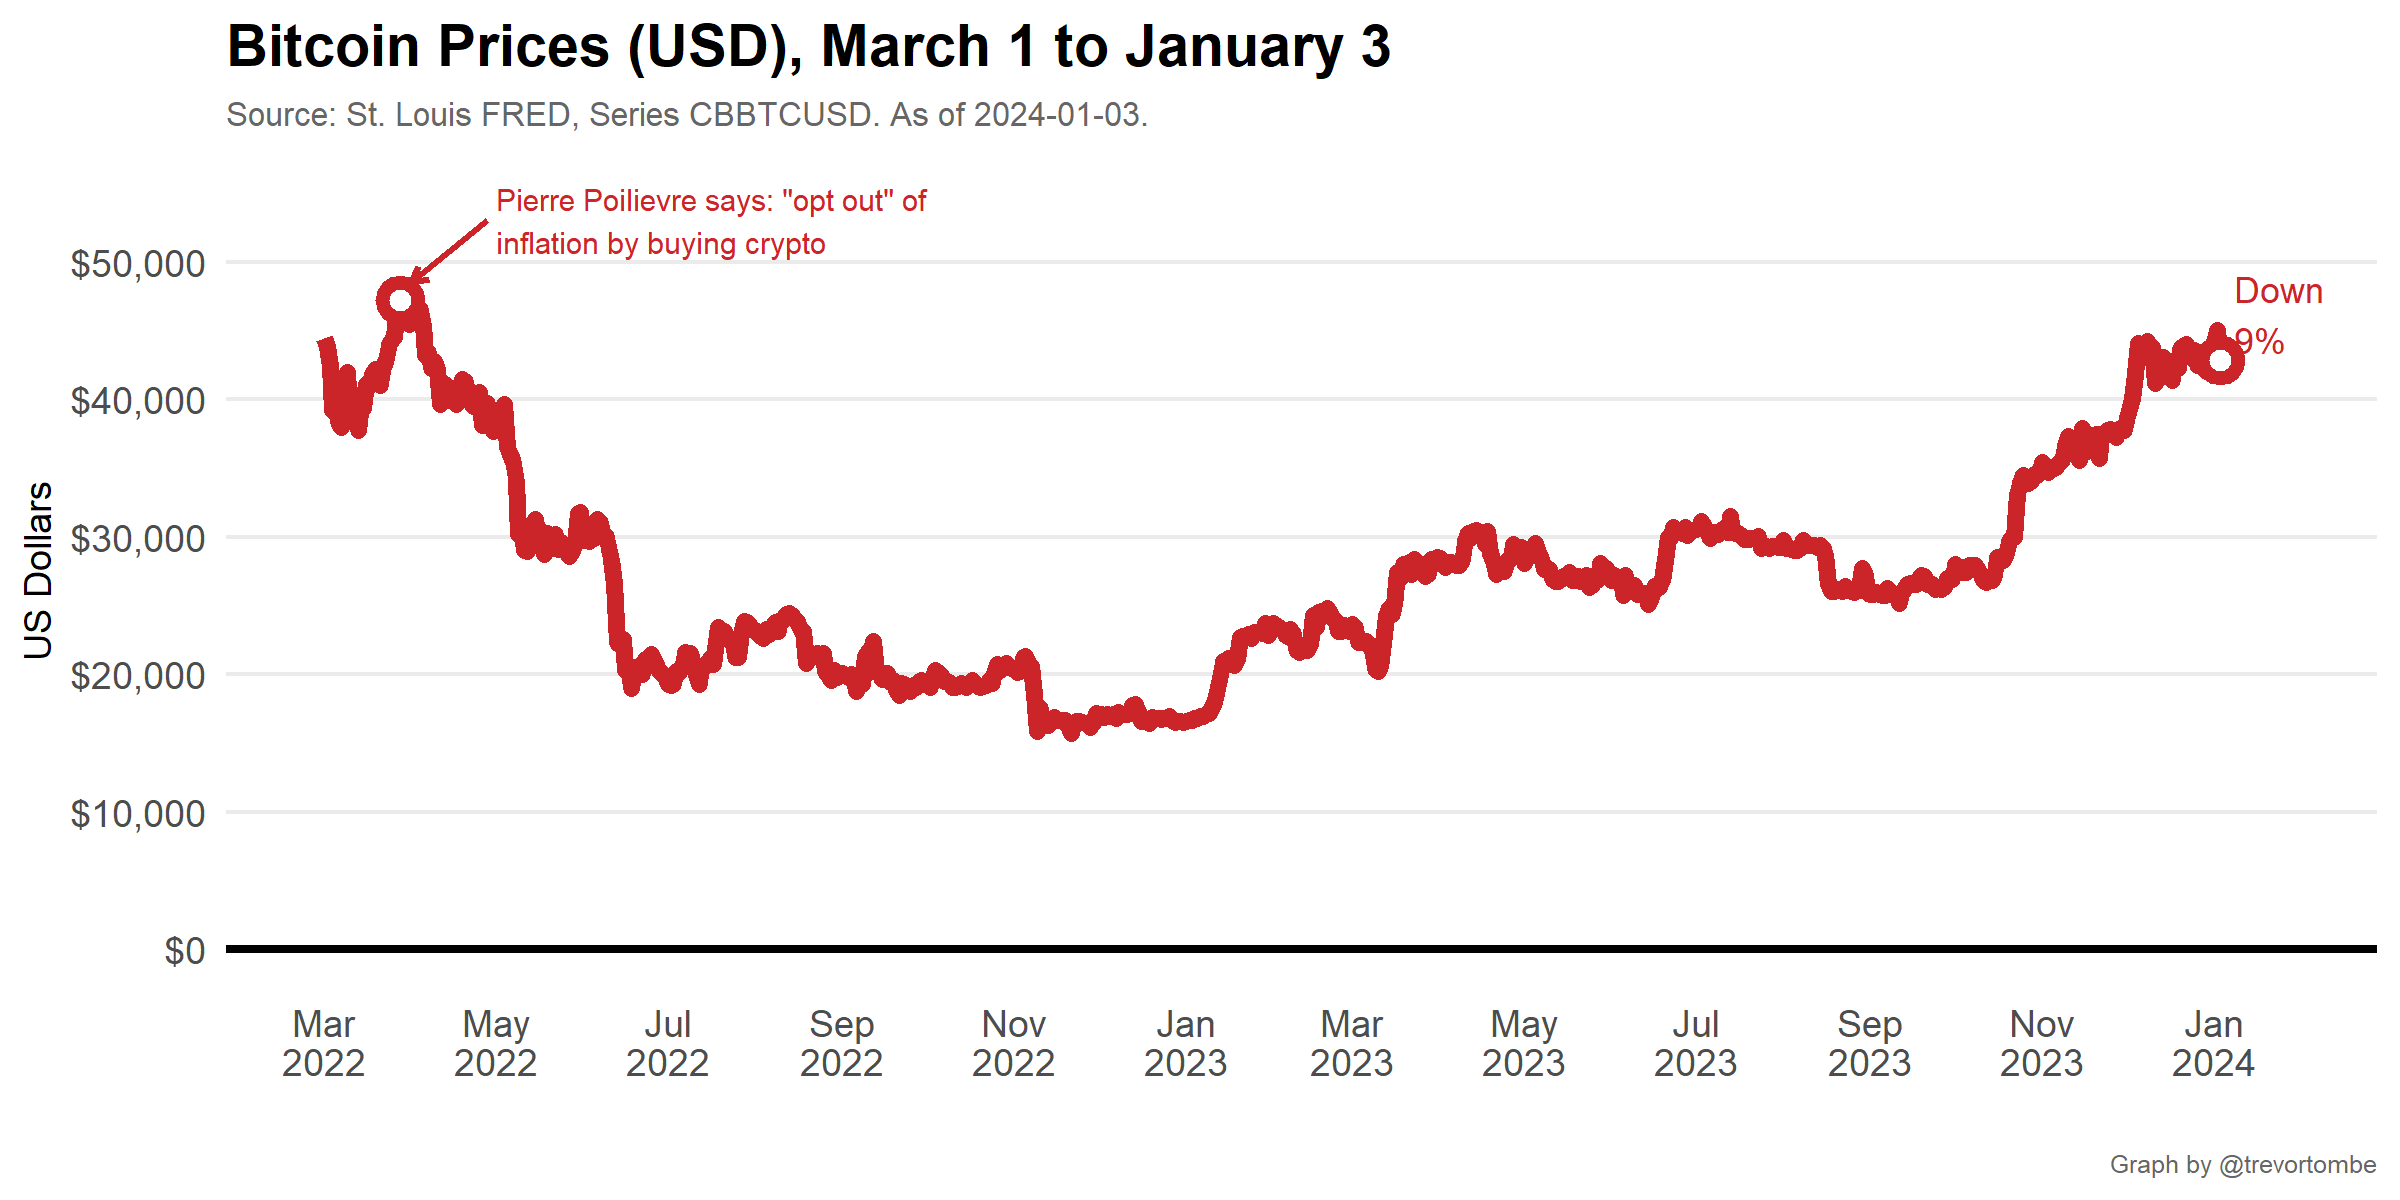 Bitcoin Prices (USD), March 1 to January 3
Source: St. Louis FRED, Series CBBTCUSD. As of 2024-01-03.
Pierre Poilievre says: "opt out" of
inflation by buying crypto
$50,000
Down
9%
$40,000
US Dollars
$30,000
$20,000
$10,000
$0
Mar May Jul Sep Nov Jan Mar May Jul Sep Nov Jan
2022 2022 2022 2022 2022 2023 2023 2023 2023 2023 2023 2024
Graph by @trevortombe